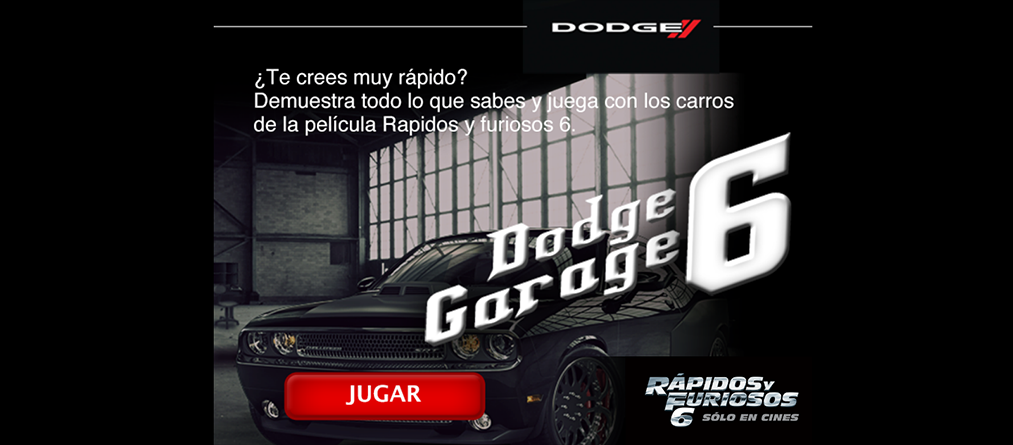 DODGE
¿Te crees muy rápido?
Demuestra todo lo que sabes y juega con los carros
de la película Rapidos y furiosos 6.
Dodge
Garage 6
JUGAR
RÁPIDOS Y
FURIOSOS
6 SÓLO EN CINES